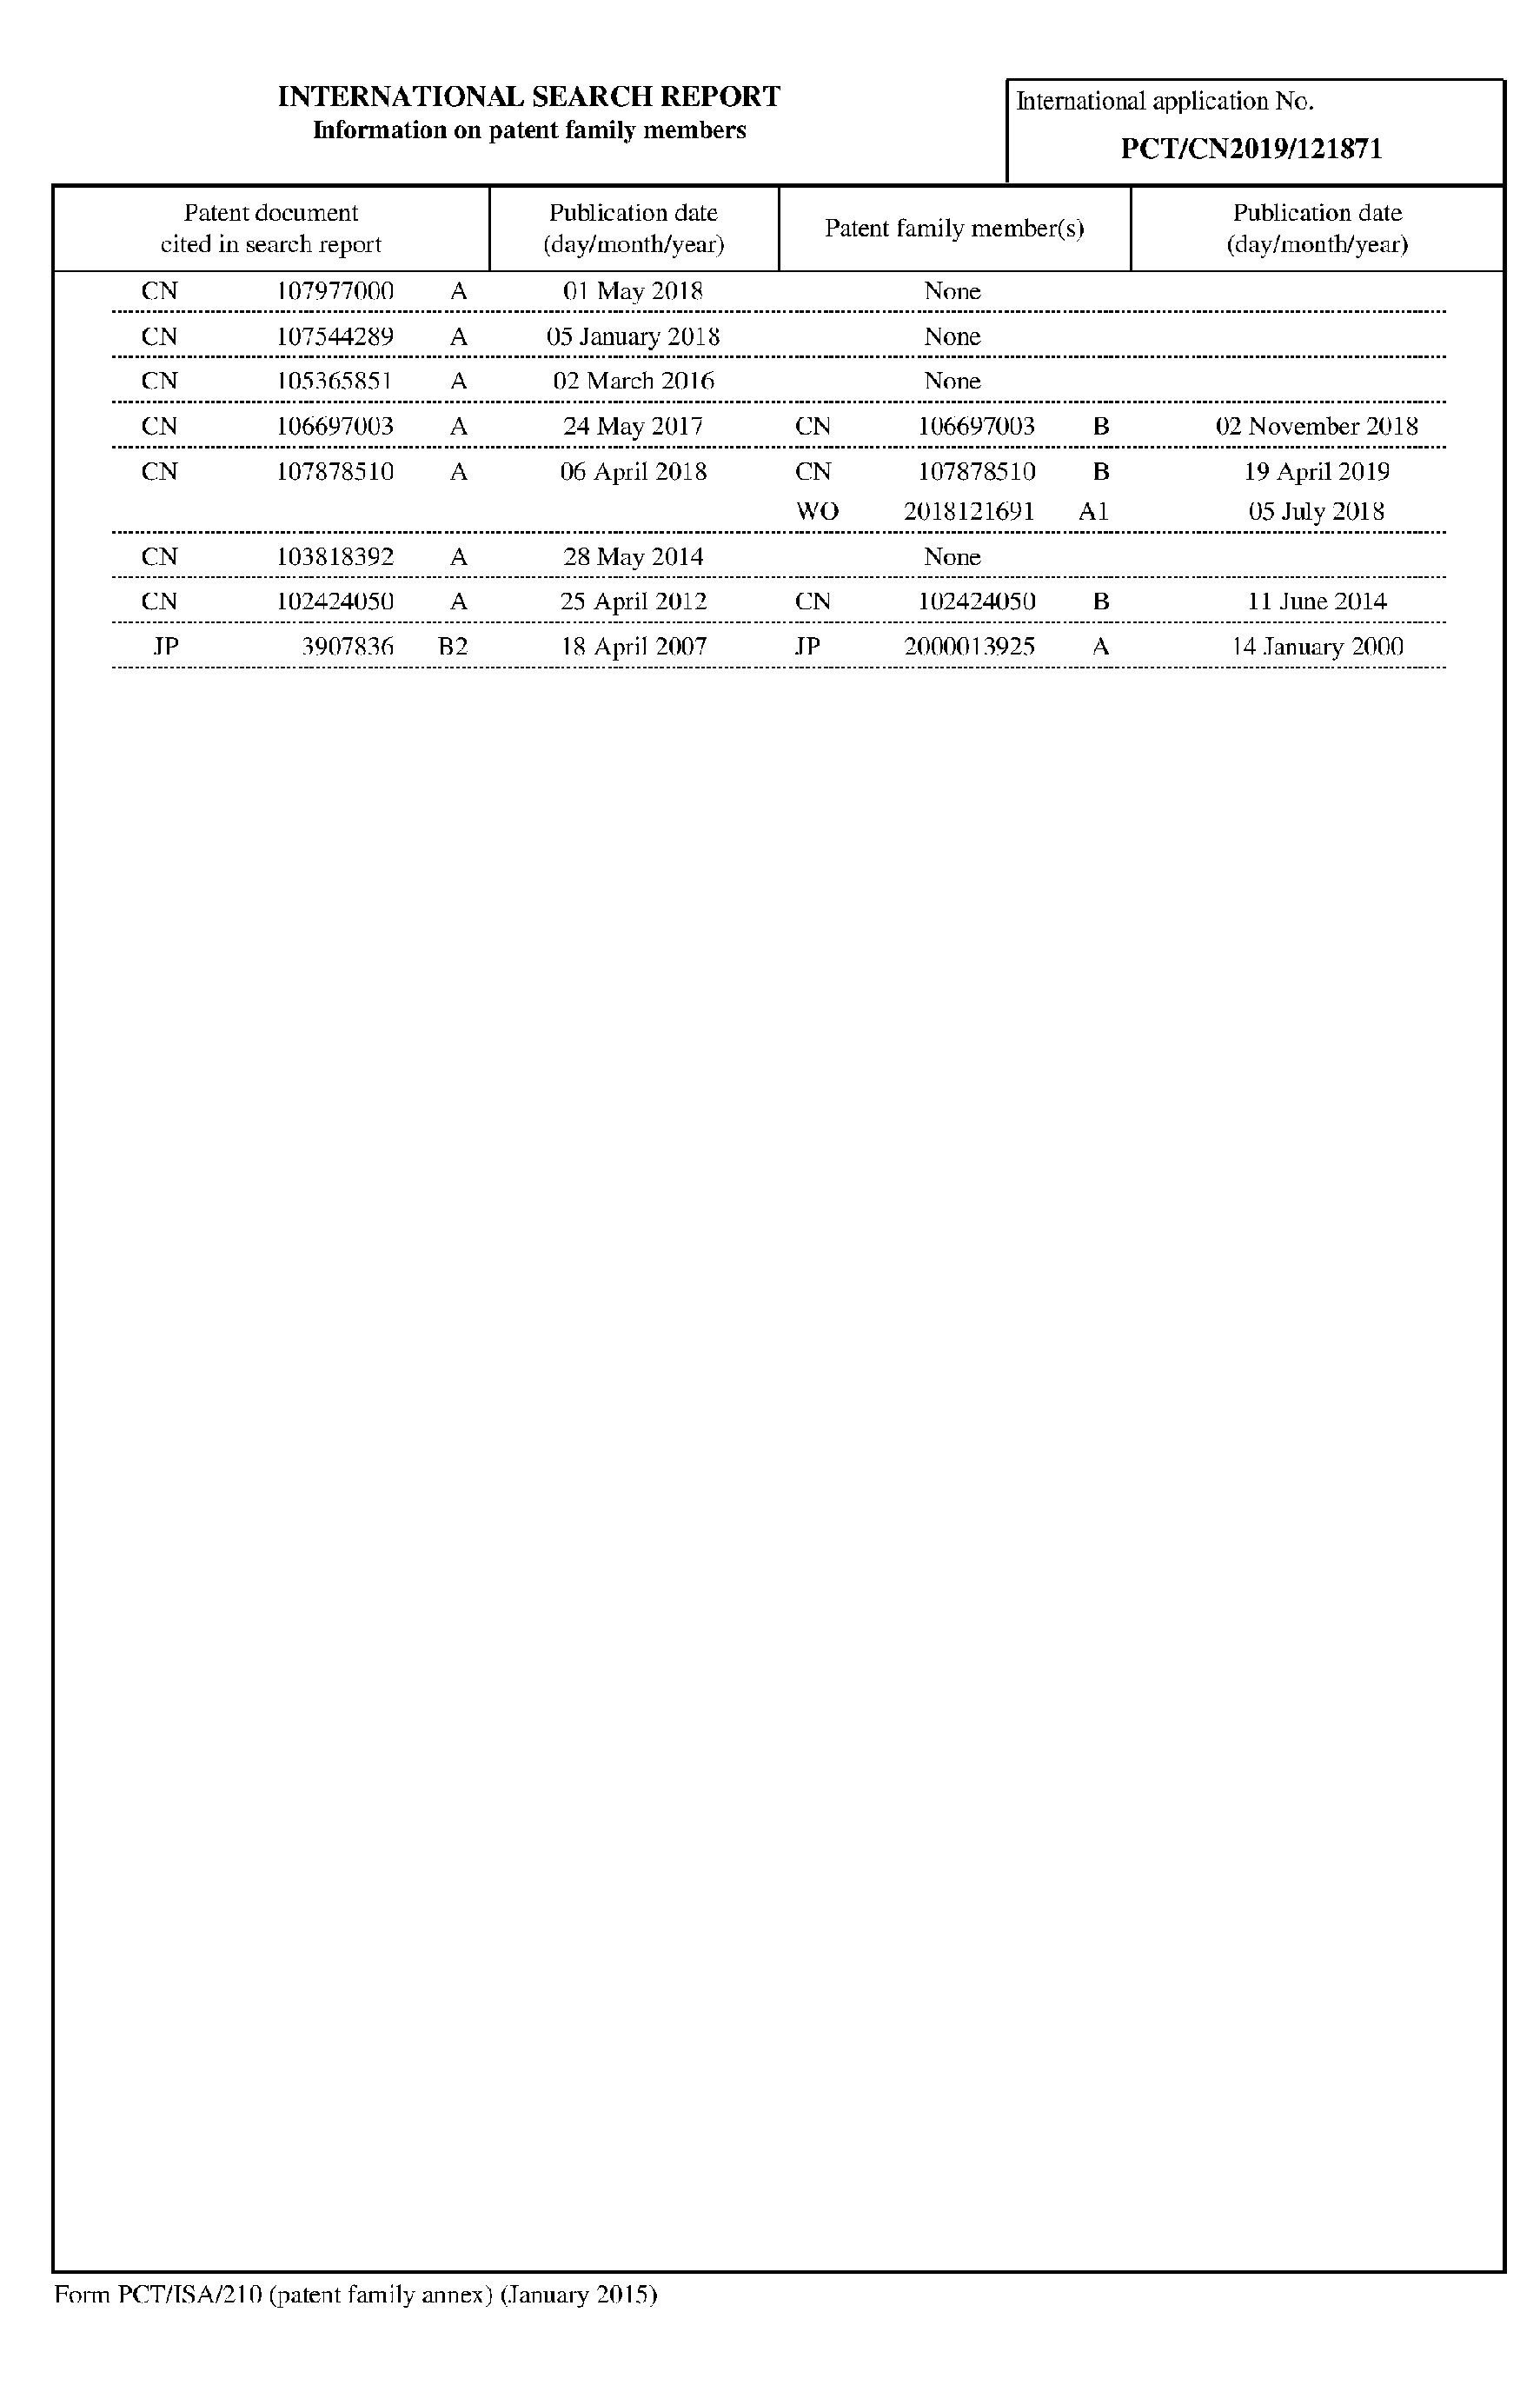 INTERNATIONAL SEARCH REPORT
Information on patent family members
International application No.
PCT/CN2019/121871
Patent document
cited in search report
Publication date
(day/month/year)
Patent family member(s)
Publication date
(day/month/year)
CN 107977000 A 01 May 2018 None
CN 107544289 A 05 January 2018 None
CN 105365851 A 02 March 2016 None
CN 106697003 A 24 May 2017 CN 106697003 B 02 November 2018
CN 107878510 A 06 April 2018 CN 107878510 B 19 April 2019
WO 2018121691 A1 05 July 2018
CN 103818392 A 28 May 2014 None
CN 102424050 A 25 April 2012 CN 102424050 B 11 June 2014
JP 3907836 B2 18 April 2007 JP 2000013925 A 14 January 2000
Form PCT/ISA/210 (patent family annex) (January 2015)